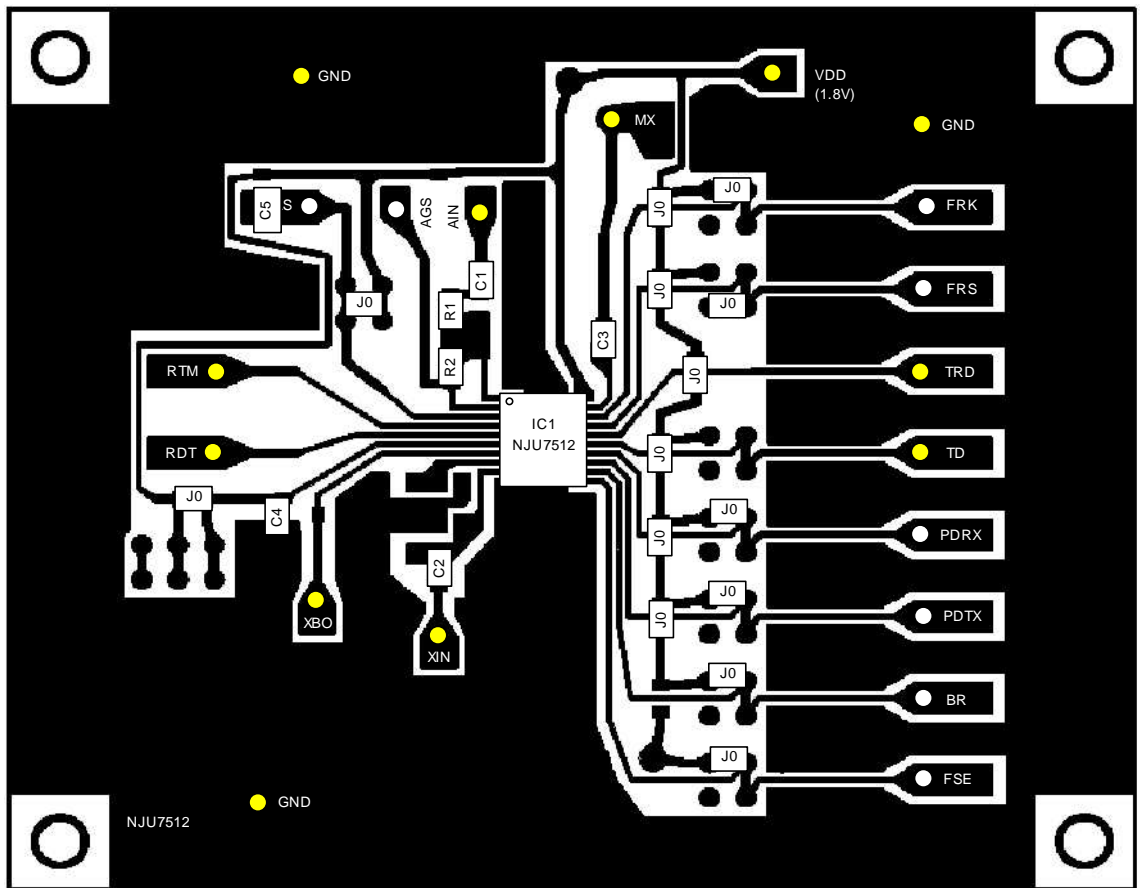 GND
VDD
(1.8V)
MX
GND
J0
C5
S
AGS
AIN
J0
FRK
C1
J0
J0
FRS
J0
R1
C3
R2
RTM
J0
TRD
IC1
NJU7512
RDT
J0
TD
J0
C4
J0
J0
PDRX
C2
J0
XBO
J0
PDTX
XIN
J0
BR
J0
FSE
GND
NJU7512